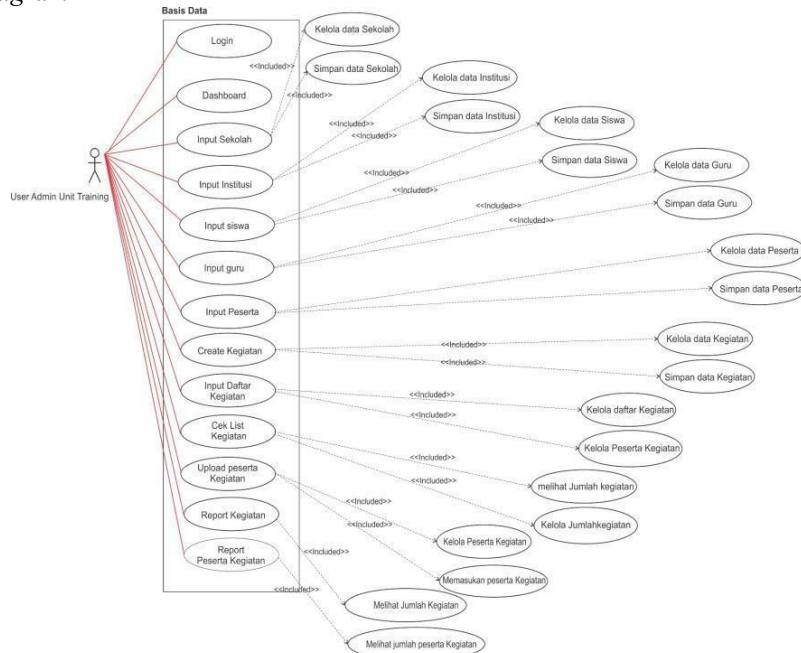 agram
Basis Data
Login
Kelola data Sekolah
<<Included>>
Simpan data Sekolah
<<Included>>
Dashboard
Kelola data Institusi
<<Included>>
Simpan data Institusi
<<Included>>
Input Sekolah
Kelola data Siswa
<<Included>>
Simpan data Siswa
<<Included>>
User Admin Unit Training
Input Institusi
Kelola data Guru
<<Included>>
Simpan data Guru
<<Included>>
Input siswa
Input guru
Kelola data Peserta
Simpan data Peserta
Input Peserta
<<Included>>
Kelola data Kegiatan
Create Kegiatan
<<Included>>
Simpan data Kegiatan
Input Daftar
Kegiatan
<<Included>>
Kelola daftar Kegiatan
<<Included>>
Kelola Peserta Kegiatan
Cek List
Kegiatan
<<Included>>
melihat Jumlah kegiatan
<<Included>>
Kelola Jumlahkegiatan
Upload peserta
Kegiatan
<<Included>>
Kelola Peserta Kegiatan
<<Included>>
Memasukan peserta Kegiatan
Report Kegiatan
<<Included>>
Melihat Jumlah Kegiatan
Report
Peserta Kegiatan
<<Included>>
Melihat jumlah peserta Kegiatan